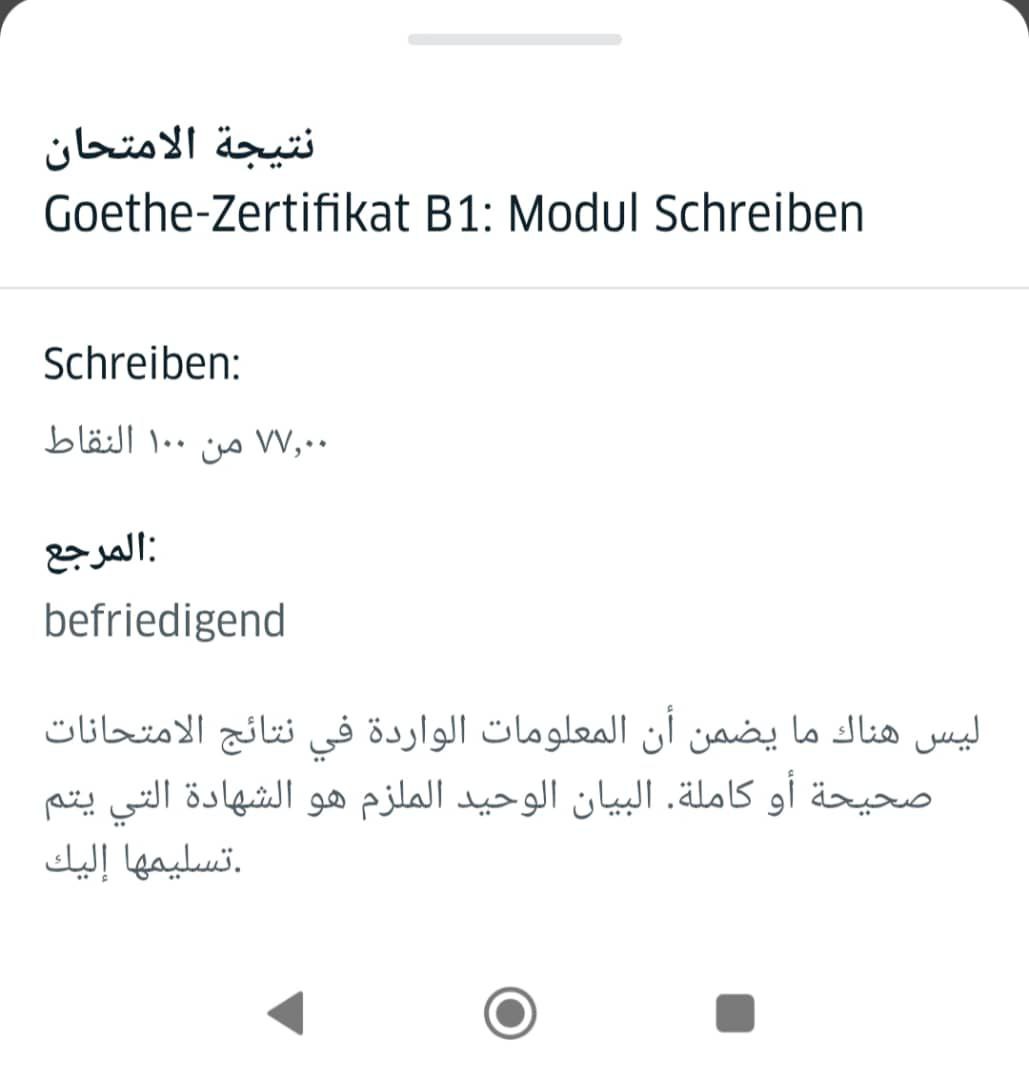 نتيجة الامتحان
Goethe-Zertifikat B1: Modul Schreiben
Schreiben:
٧٧,٠٠ من ١٠٠ النقاط
المرجع:
befriedigend
ليس هناك ما يضمن أن المعلومات الواردة في نتائج الامتحانات
صحيحة أو كاملة. البيان الوحيد الملزم هو الشهادة التي يتم
تسليمها إليك.